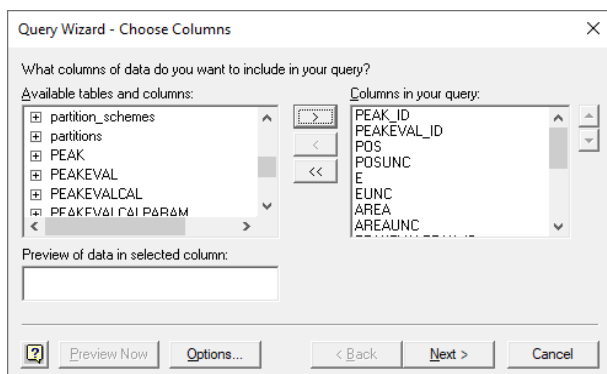 Query Wizard - Choose Columns
What columns of data do you want to include in your query?
Available tables and columns:
partition_schemes
partitions
PEAK
PEAKEVAL
PEAKEVALCAL
PEAKEVALCALPARAM
>
<
<<
Columns in your query:
PEAK_ID
PEAKEVAL_ID
POS
POSUNC
E
EUNC
AREA
AREAUNC
Preview of data in selected column:
?
Preview Now
Options...
< Back
Next >
Cancel